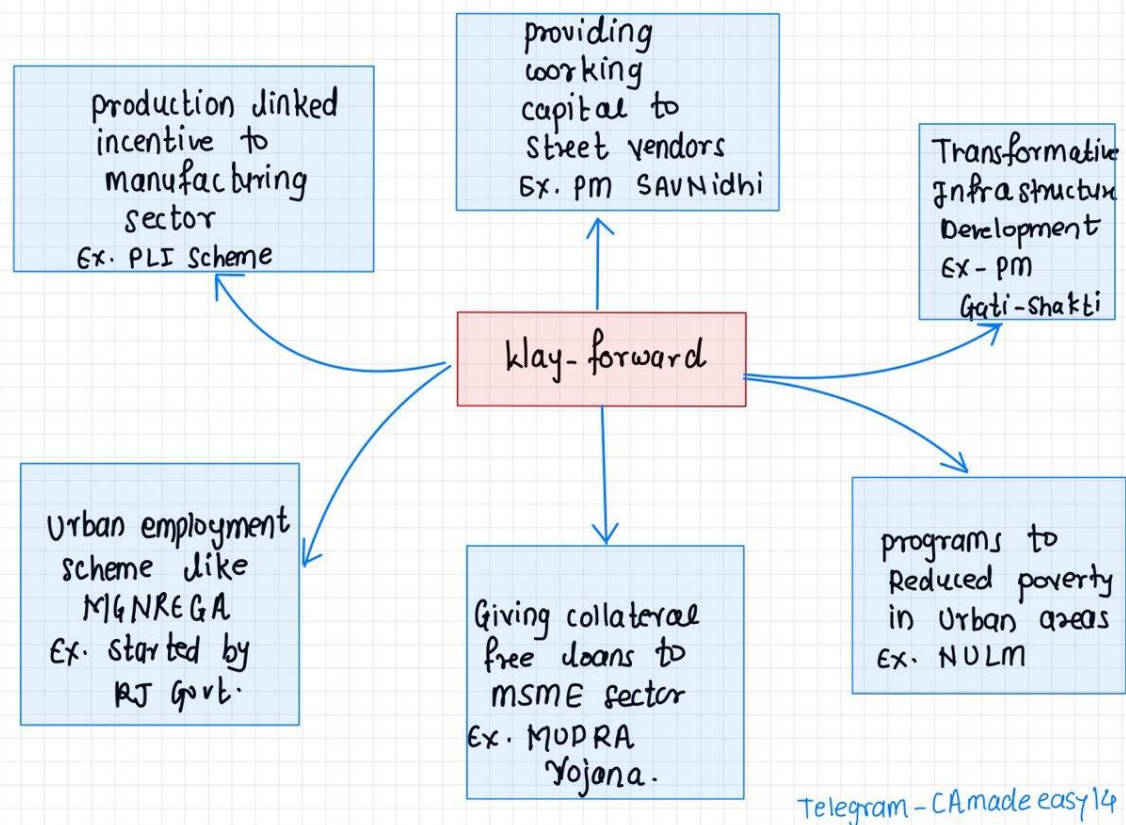 providing
working
capital to
Street vendors
Ex. PM SAVNidhi
production linked
incentive to
manufacturing
sector
Ex. PLI Scheme
Transformative
Infrastructure
Development
Ex - PM
Gati-Shakti
klay-forward
Urban employment
scheme like
MGNREGA
Ex. Started by
RJ Govt.
Giving collateral
free loans to
MSME Sector
Ex. MUDRA
Yojana.
programs to
Reduced poverty
in Urban areas
Ex. NULM
Telegram - CAmade easy14